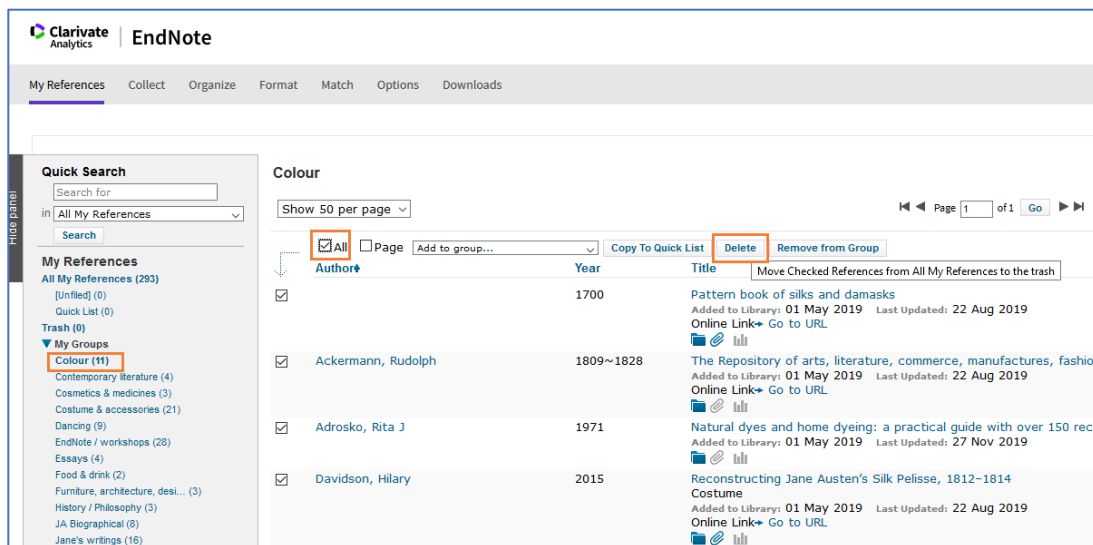 Clarivate
Analytics
EndNote
My References Collect Organize Format Match Options Downloads
Hide panel
Quick Search
Search for
in All My References
Search
My References
All My References (293)
[Unfiled] (0)
Quick List (0)
Trash (0)
My Groups
Colour (11)
Contemporary literature (4)
Cosmetics & medicines (3)
Costume & accessories (21)
Dancing (9)
EndNote / workshops (28)
Essays (4)
Food & drink (2)
Furniture, architecture, desi... (3)
History / Philosophy (3)
JA Biographical (8)
Jane's writings (16)
Colour
Show 50 per page
Page 1 of 1 Go
All Page Add to group... Copy To Quick List Delete Remove from Group
Author Year Title
Move Checked References from All My References to the trash
1700 Pattern book of silks and damasks
Added to Library: 01 May 2019 Last Updated: 22 Aug 2019
Online Link→ Go to URL
Ackermann, Rudolph 1809~1828 The Repository of arts, literature, commerce, manufactures, fashio
Added to Library: 01 May 2019 Last Updated: 22 Aug 2019
Online Link→ Go to URL
Adrosko, Rita J 1971 Natural dyes and home dyeing: a practical guide with over 150 rec
Added to Library: 01 May 2019 Last Updated: 27 Nov 2019
Davidson, Hilary 2015 Reconstructing Jane Austen's Silk Pelisse, 1812–1814
Costume
Added to Library: 01 May 2019 Last Updated: 22 Aug 2019
Online Link→ Go to URL